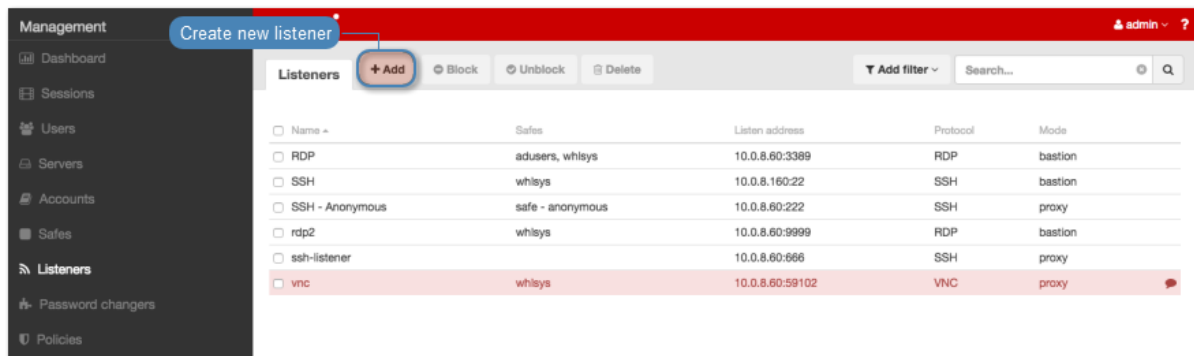 Management
Create new listener
admin ?
Dashboard
Sessions
Users
Servers
Accounts
Safes
Listeners
Password changers
Policies
Listeners + Add Block Unblock Delete Add filter Search...
Name Safes Listen address Protocol Mode
RDP adusers, whlsys 10.0.8.60:3389 RDP bastion
SSH whlsys 10.0.8.160:22 SSH bastion
SSH - Anonymous safe - anonymous 10.0.8.60:222 SSH proxy
rdp2 whlsys 10.0.8.60:9999 RDP bastion
ssh-listener 10.0.8.60:666 SSH proxy
vnc whlsys 10.0.8.60:59102 VNC proxy